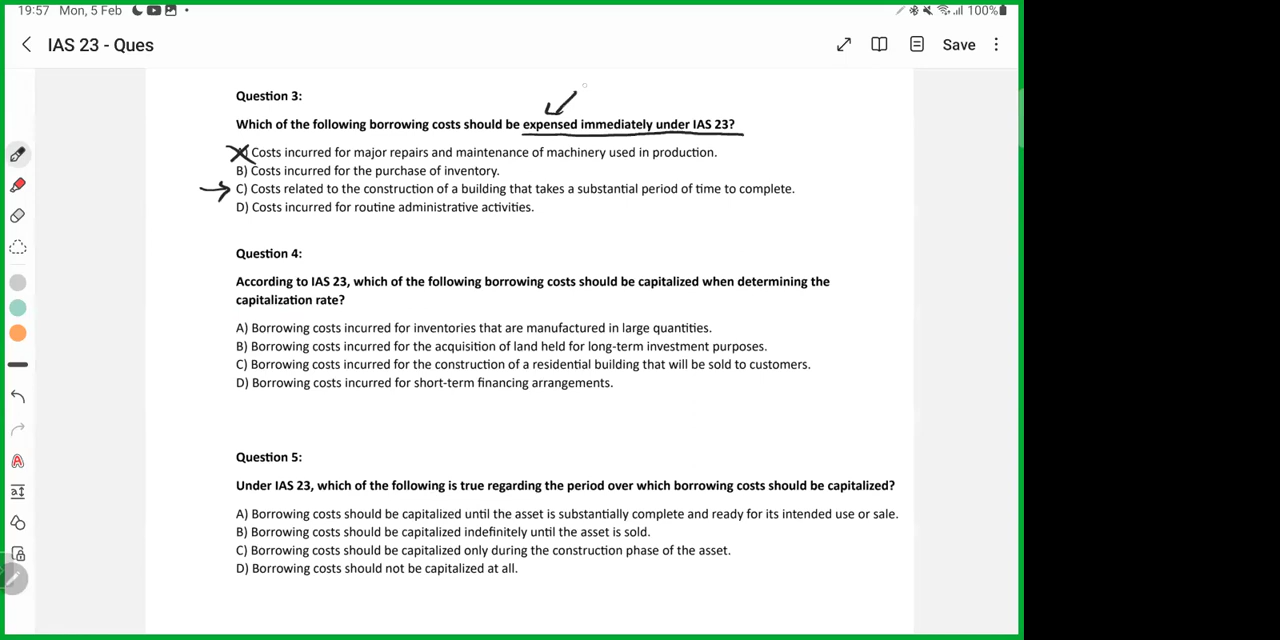 19:57 Mon, 5 Feb 100%
IAS 23 - Ques Save
Question 3:
Which of the following borrowing costs should be expensed immediately under IAS 23?
Costs incurred for major repairs and maintenance of machinery used in production.
B) Costs incurred for the purchase of inventory.
C) Costs related to the construction of a building that takes a substantial period of time to complete.
D) Costs incurred for routine administrative activities.
Question 4:
According to IAS 23, which of the following borrowing costs should be capitalized when determining the
capitalization rate?
A) Borrowing costs incurred for inventories that are manufactured in large quantities.
B) Borrowing costs incurred for the acquisition of land held for long-term investment purposes.
C) Borrowing costs incurred for the construction of a residential building that will be sold to customers.
D) Borrowing costs incurred for short-term financing arrangements.
Question 5:
Under IAS 23, which of the following is true regarding the period over which borrowing costs should be capitalized?
A) Borrowing costs should be capitalized until the asset is substantially complete and ready for its intended use or sale.
B) Borrowing costs should be capitalized indefinitely until the asset is sold.
C) Borrowing costs should be capitalized only during the construction phase of the asset.
D) Borrowing costs should not be capitalized at all.